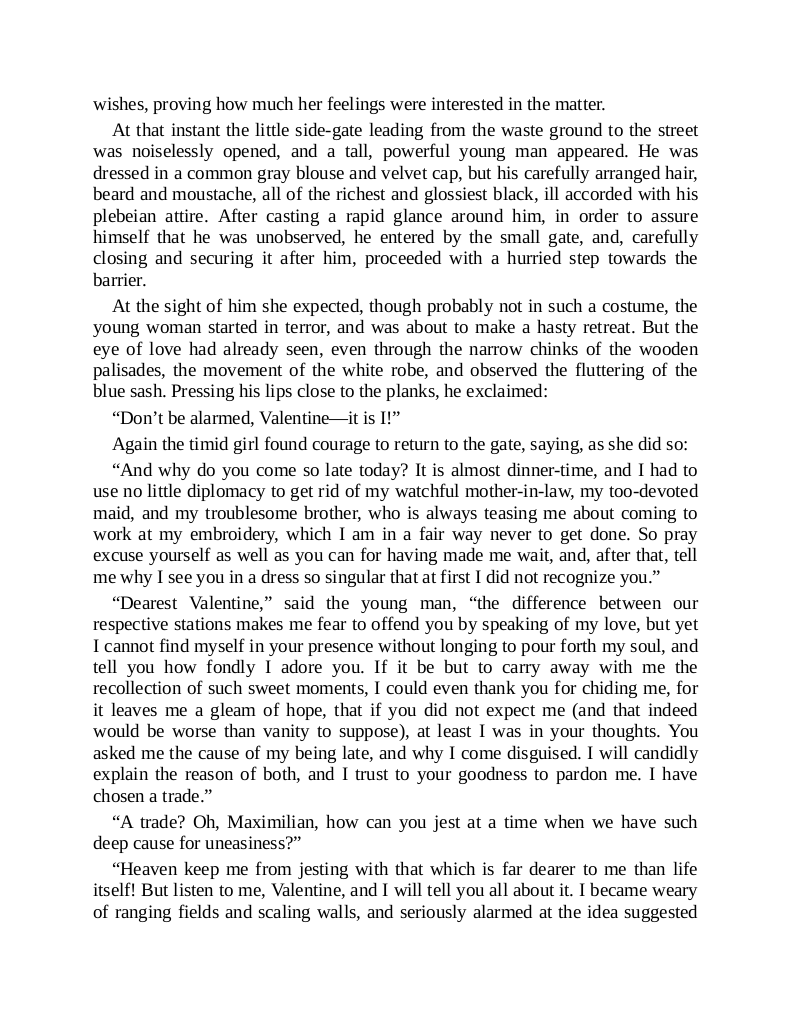 wishes, proving how much her feelings were interested in the matter.
At that instant the little side-gate leading from the waste ground to the street
was noiselessly opened, and a tall, powerful young man appeared. He was
dressed in a common gray blouse and velvet cap, but his carefully arranged hair,
beard and moustache, all of the richest and glossiest black, ill accorded with his
plebeian attire. After casting a rapid glance around him, in order to assure
himself that he was unobserved, he entered by the small gate, and, carefully
closing and securing it after him, proceeded with a hurried step towards the
barrier.
At the sight of him she expected, though probably not in such a costume, the
young woman started in terror, and was about to make a hasty retreat. But the
eye of love had already seen, even through the narrow chinks of the wooden
palisades, the movement of the white robe, and observed the fluttering of the
blue sash. Pressing his lips close to the planks, he exclaimed:
“Don’t be alarmed, Valentine—it is I!”
Again the timid girl found courage to return to the gate, saying, as she did so:
“And why do you come so late today? It is almost dinner-time, and I had to
use no little diplomacy to get rid of my watchful mother-in-law, my too-devoted
maid, and my troublesome brother, who is always teasing me about coming to
work at my embroidery, which I am in a fair way never to get done. So pray
excuse yourself as well as you can for having made me wait, and, after that, tell
me why I see you in a dress so singular that at first I did not recognize you.”
“Dearest Valentine,” said the young man, “the difference between our
respective stations makes me fear to offend you by speaking of my love, but yet
I cannot find myself in your presence without longing to pour forth my soul, and
tell you how fondly I adore you. If it be but to carry away with me the
recollection of such sweet moments, I could even thank you for chiding me, for
it leaves me a gleam of hope, that if you did not expect me (and that indeed
would be worse than vanity to suppose), at least I was in your thoughts. You
asked me the cause of my being late, and why I come disguised. I will candidly
explain the reason of both, and I trust to your goodness to pardon me. I have
chosen a trade.”
“A trade? Oh, Maximilian, how can you jest at a time when we have such
deep cause for uneasiness?”
“Heaven keep me from jesting with that which is far dearer to me than life
itself! But listen to me, Valentine, and I will tell you all about it. I became weary
of ranging fields and scaling walls, and seriously alarmed at the idea suggested